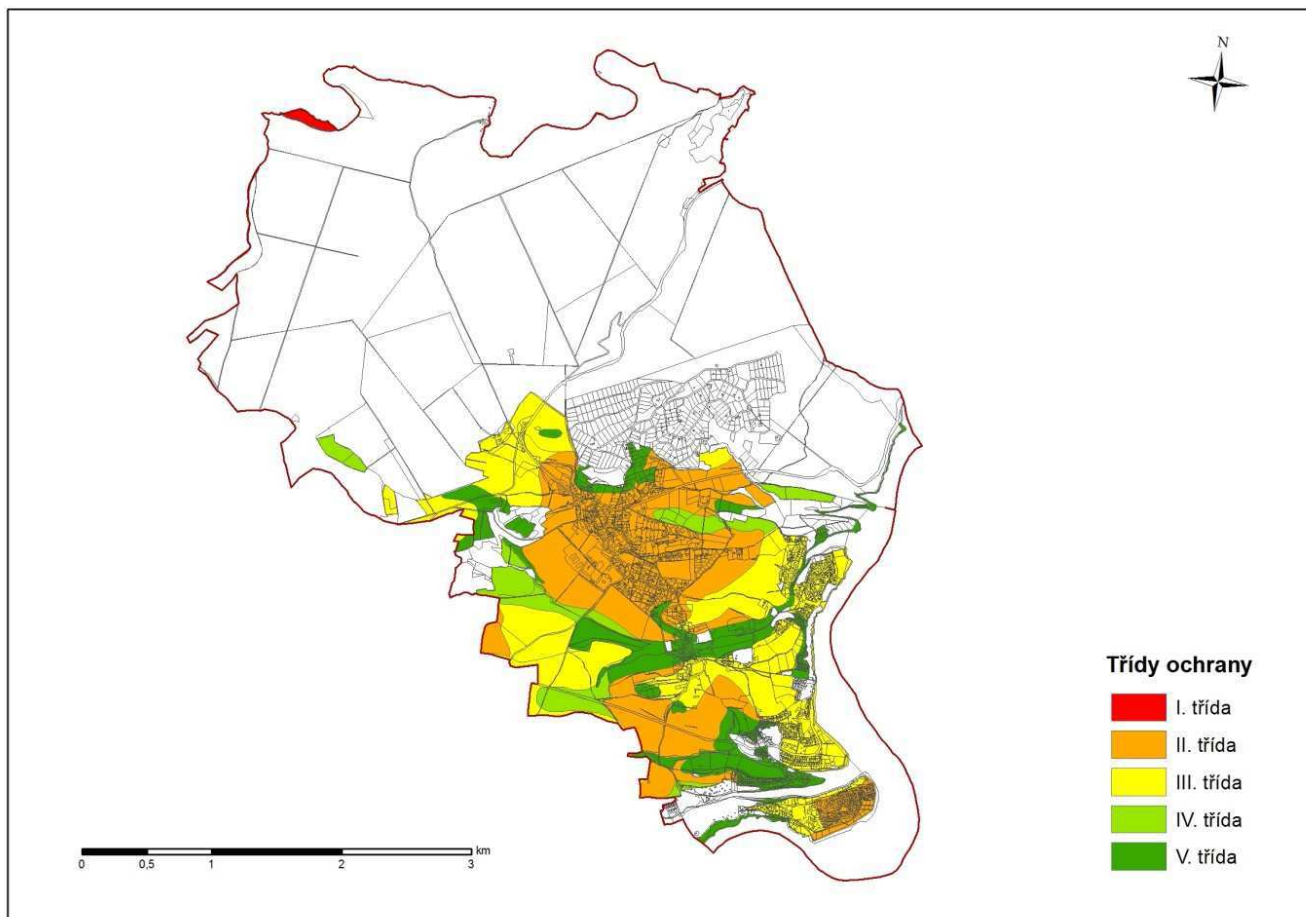 N
Třídy ochrany
I. třída
II. třída
III. třída
IV. třída
V. třída
km
0 0,5 1 2 3